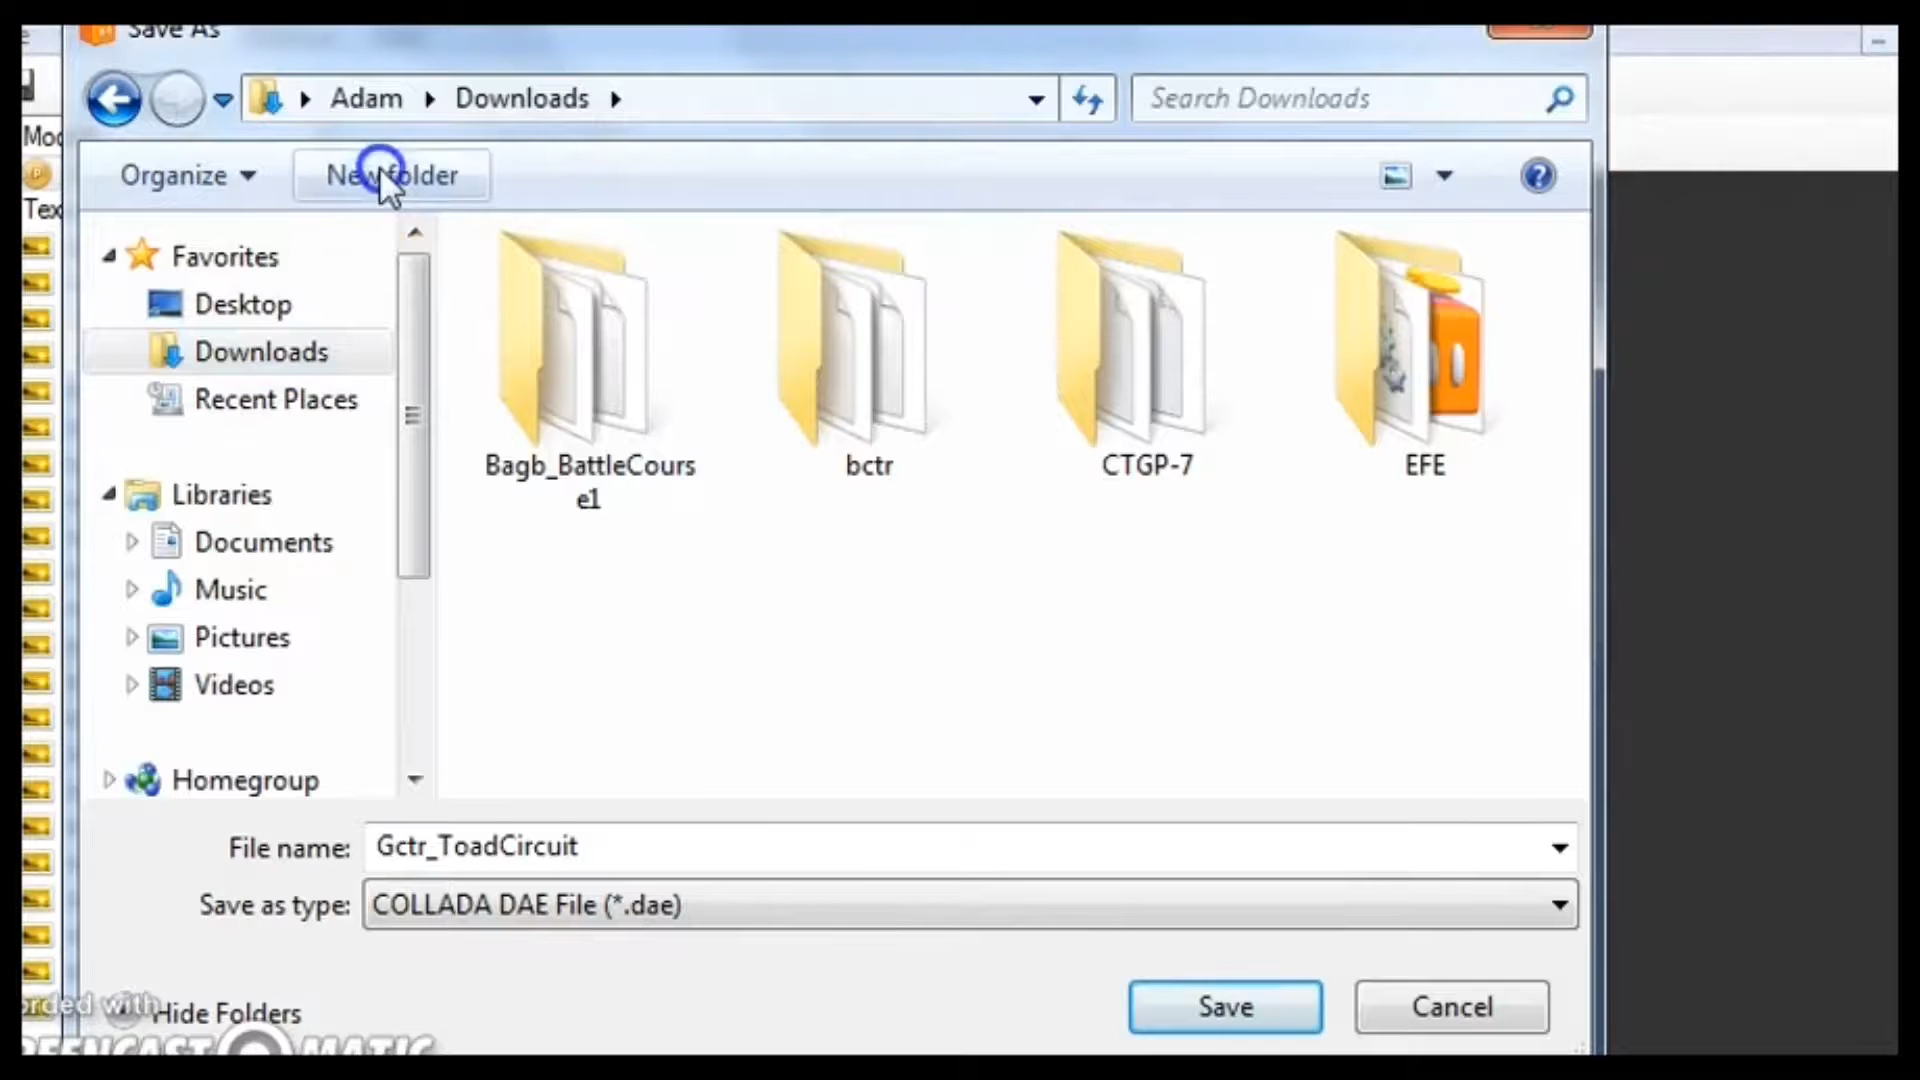 Save As
Adam Downloads
Search Downloads
Organize
New folder
Favorites
Desktop
Downloads
Recent Places
Libraries
Documents
Music
Pictures
Videos
Homegroup
Bagb_BattleCours
e1
bctr
CTGP-7
EFE
File name: Gctr_ToadCircuit
Save as type: COLLADA DAE File (*.dae)
Hide Folders
Save
Cancel